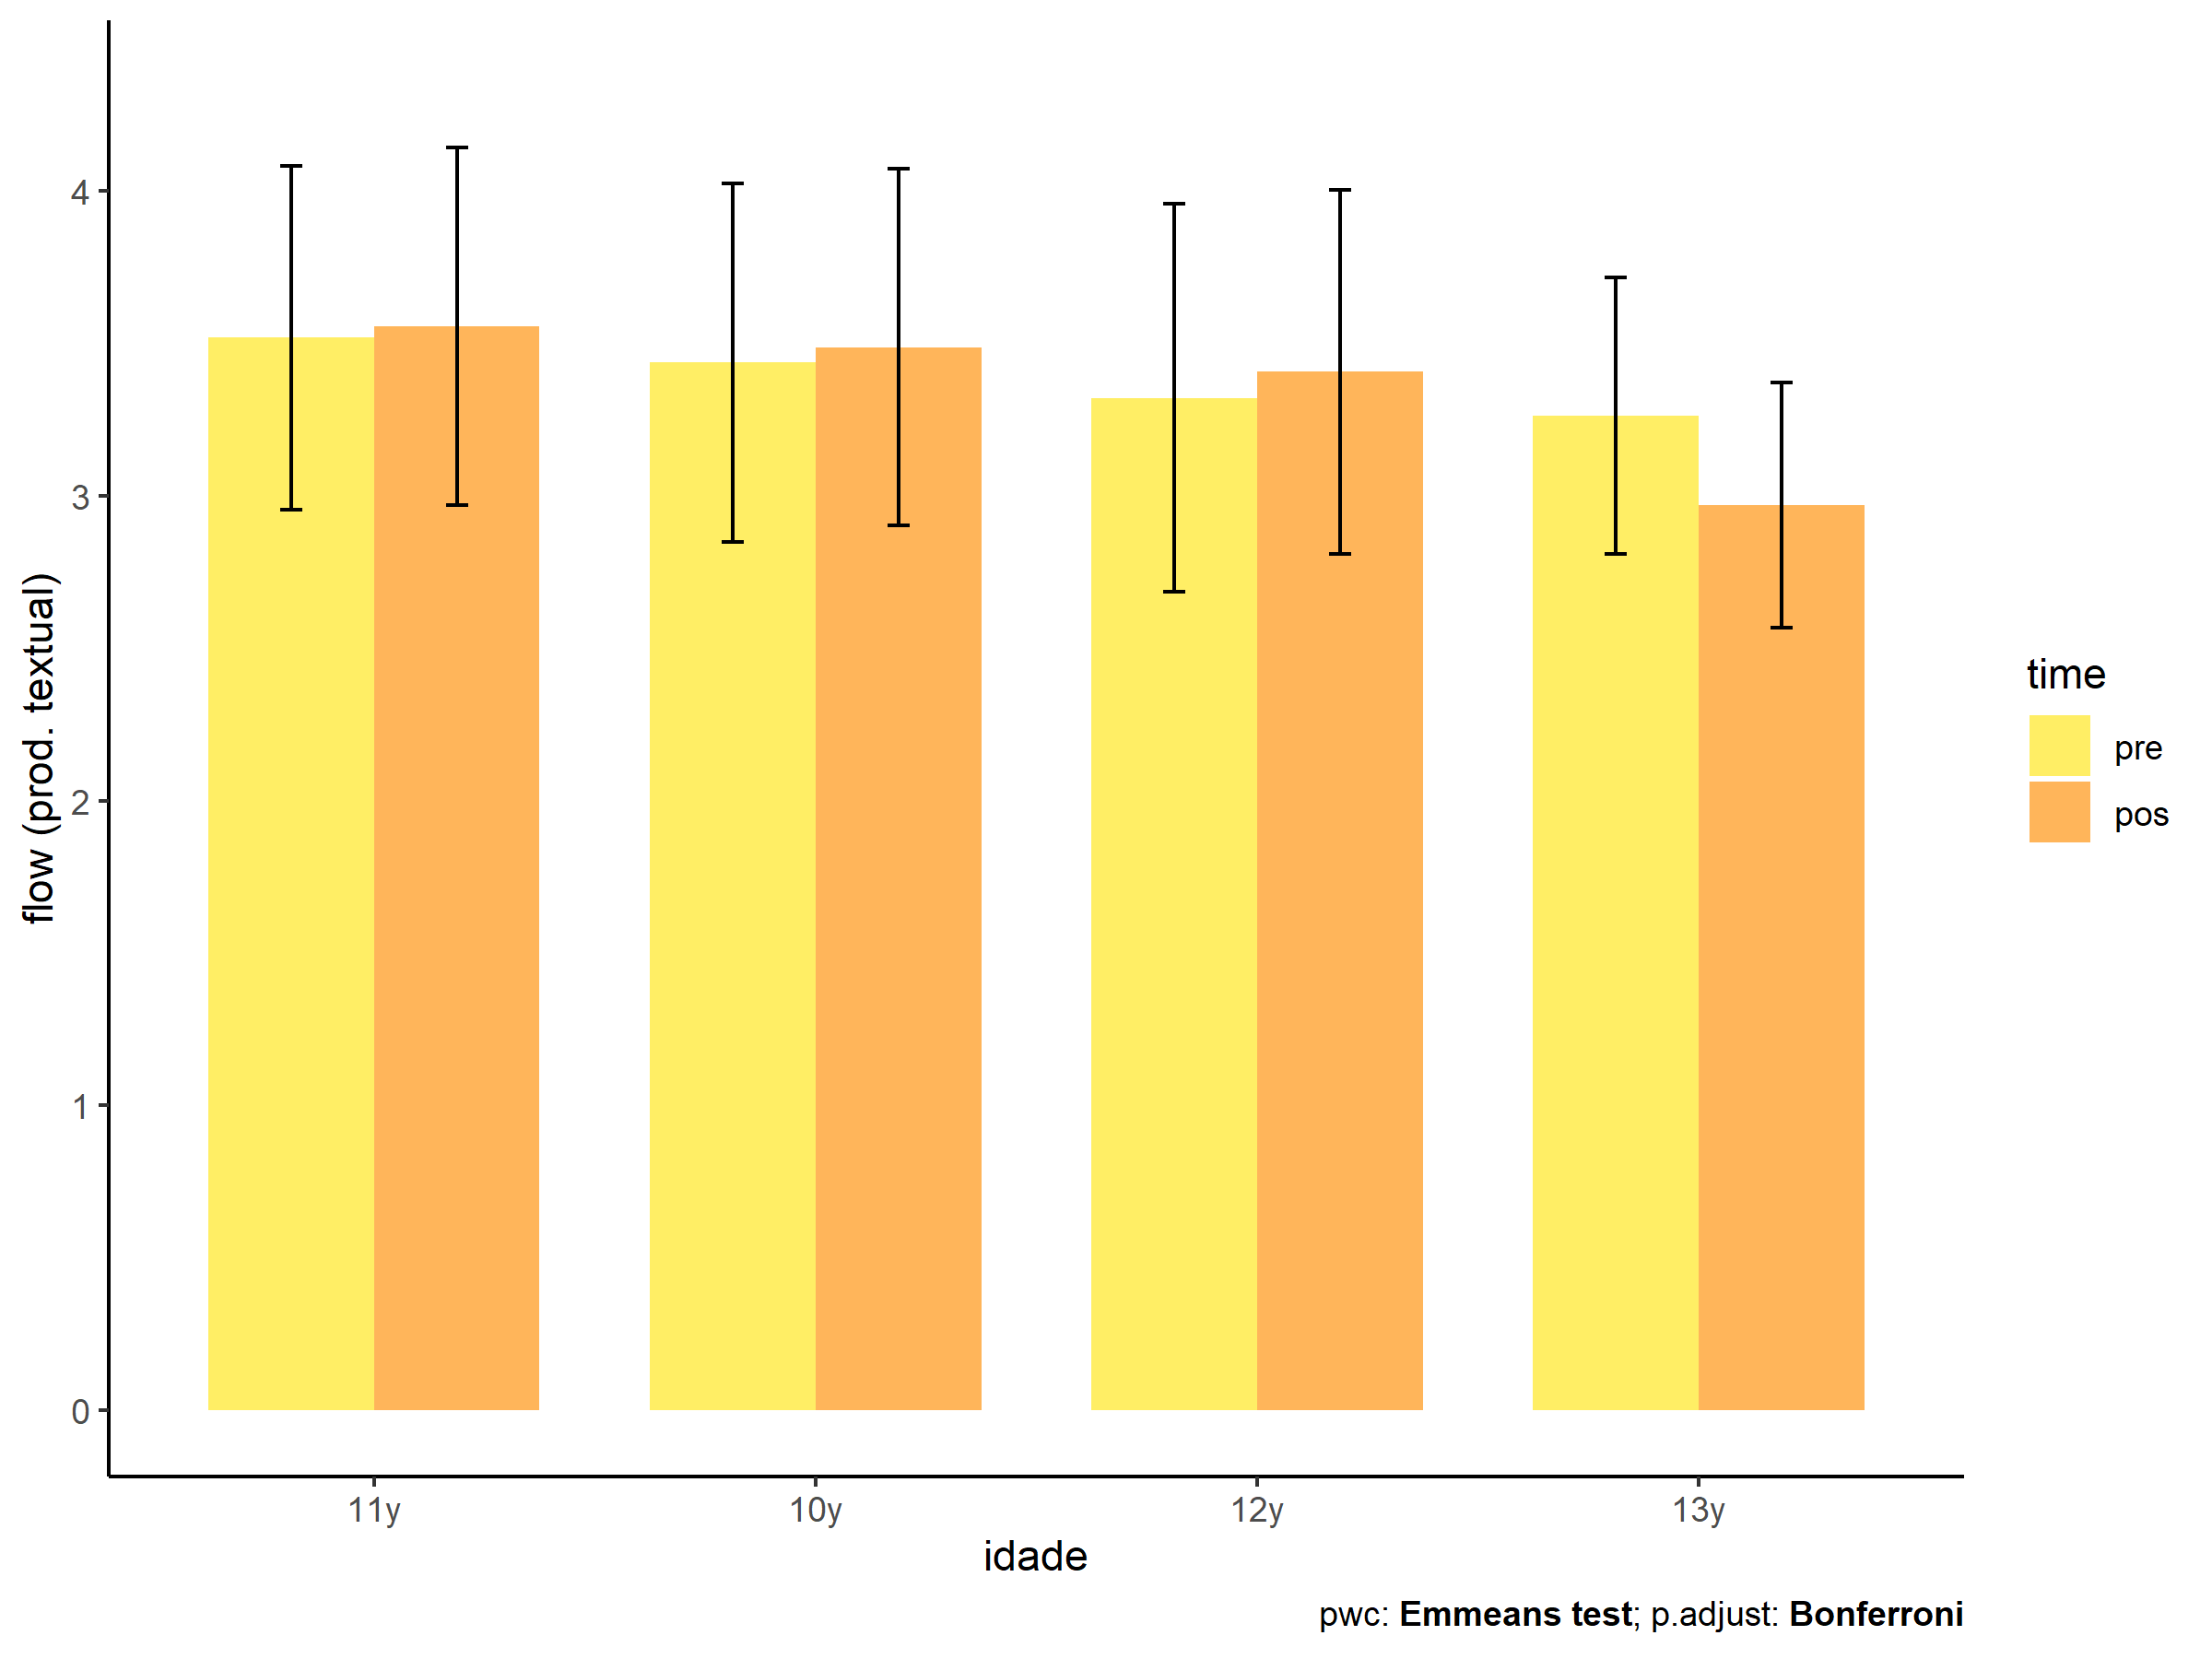 flow (prod. textual)
4
3
2
1
0
11y 10y 12y 13y
idade
time
pre
pos
pwc: Emmeans test; p.adjust: Bonferroni